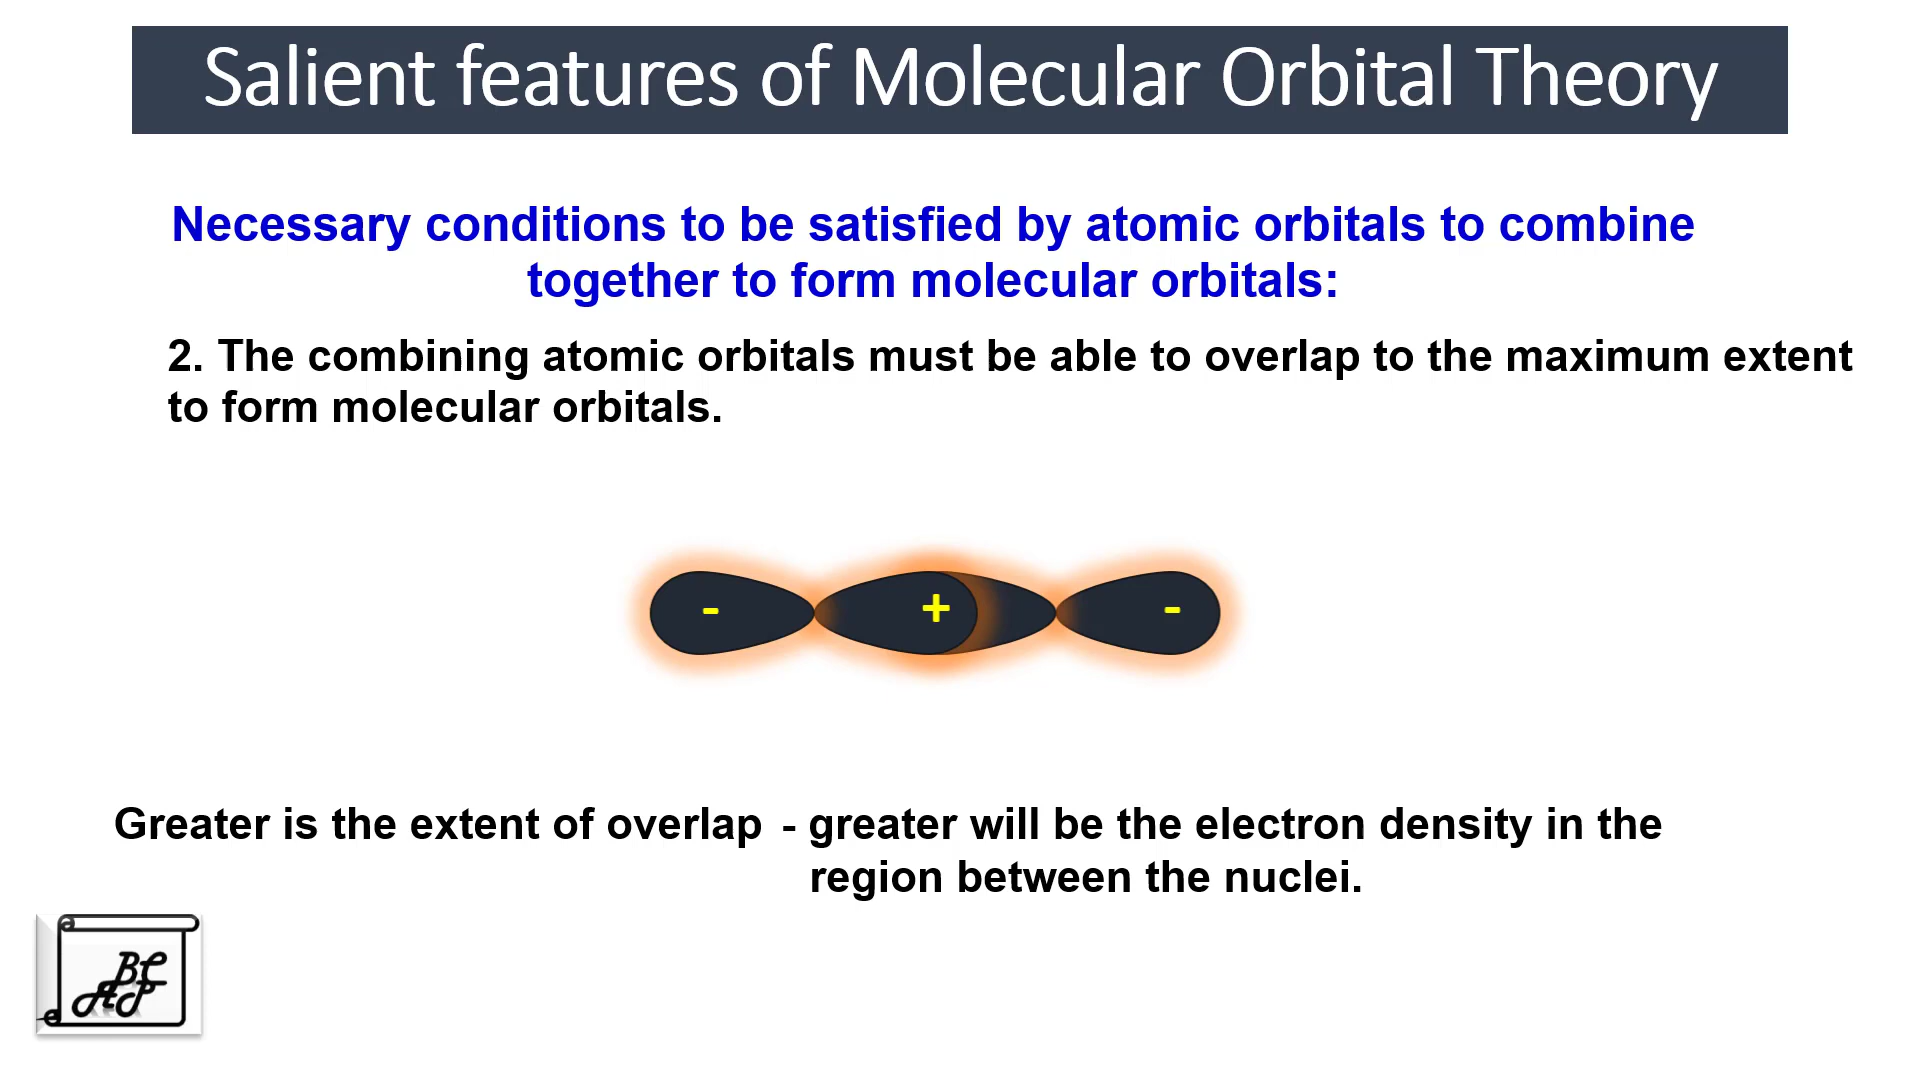 Salient features of Molecular Orbital Theory
Necessary conditions to be satisfied by atomic orbitals to combine
together to form molecular orbitals:
2. The combining atomic orbitals must be able to overlap to the maximum extent
to form molecular orbitals.
- + -
Greater is the extent of overlap - greater will be the electron density in the
region between the nuclei.
BC
AP